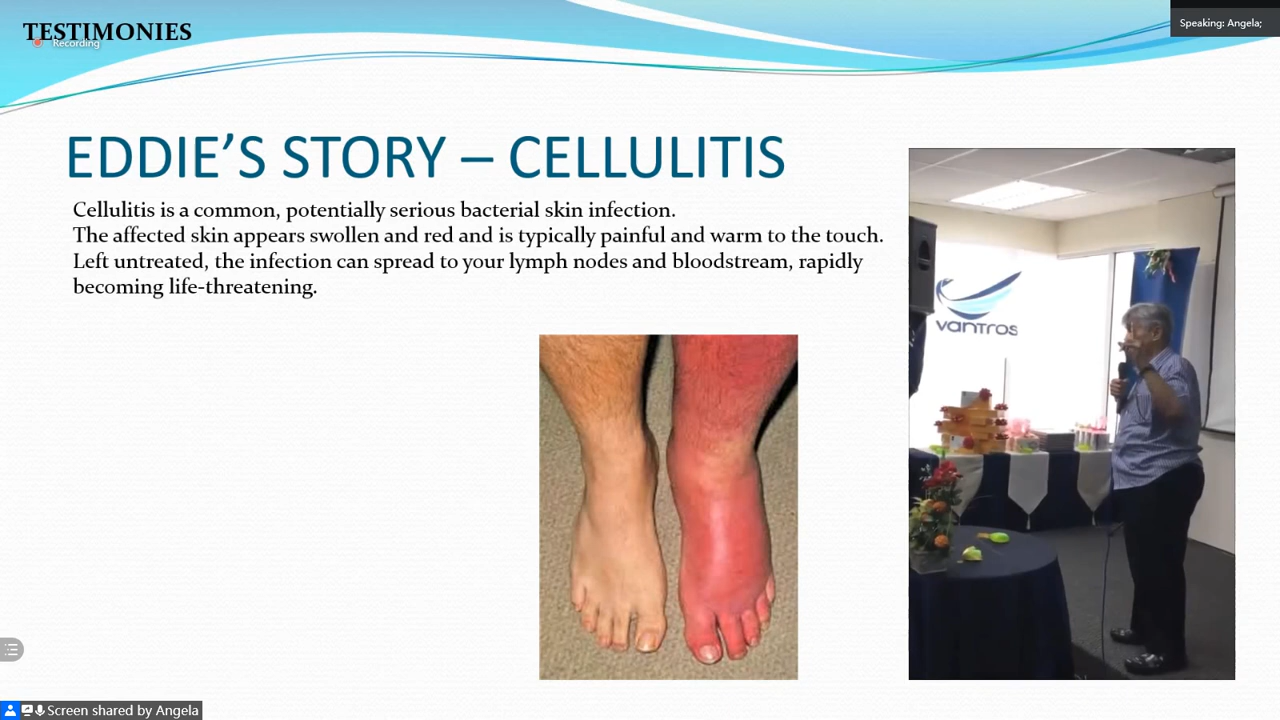 TESTIMONIES
Recording
Speaking: Angela;
EDDIE'S STORY – CELLULITIS
Cellulitis is a common, potentially serious bacterial skin infection.
The affected skin appears swollen and red and is typically painful and warm to the touch.
Left untreated, the infection can spread to your lymph nodes and bloodstream, rapidly
becoming life-threatening.
vantros
Screen shared by Angela